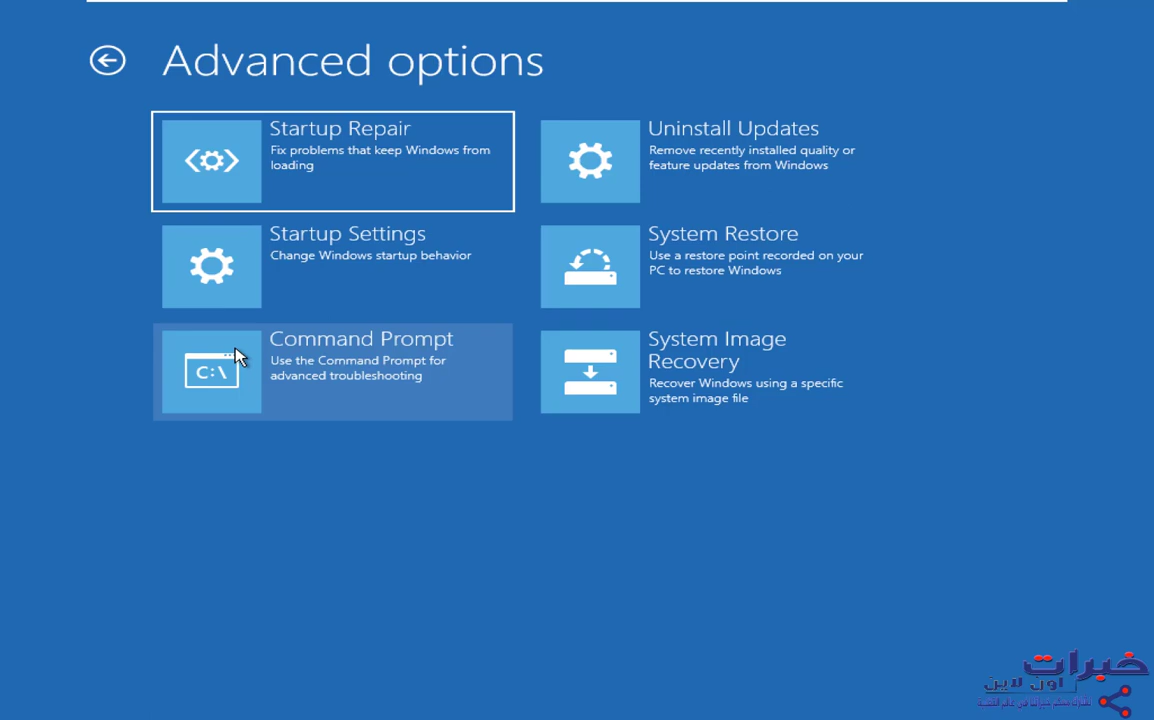 Advanced options
Startup Repair
Fix problems that keep Windows from
loading
Uninstall Updates
Remove recently installed quality or
feature updates from Windows
Startup Settings
Change Windows startup behavior
System Restore
Use a restore point recorded on your
PC to restore Windows
Command Prompt
Use the Command Prompt for
advanced troubleshooting
C:\
System Image
Recovery
Recover Windows using a specific
system image file
خبرات
اون لاين